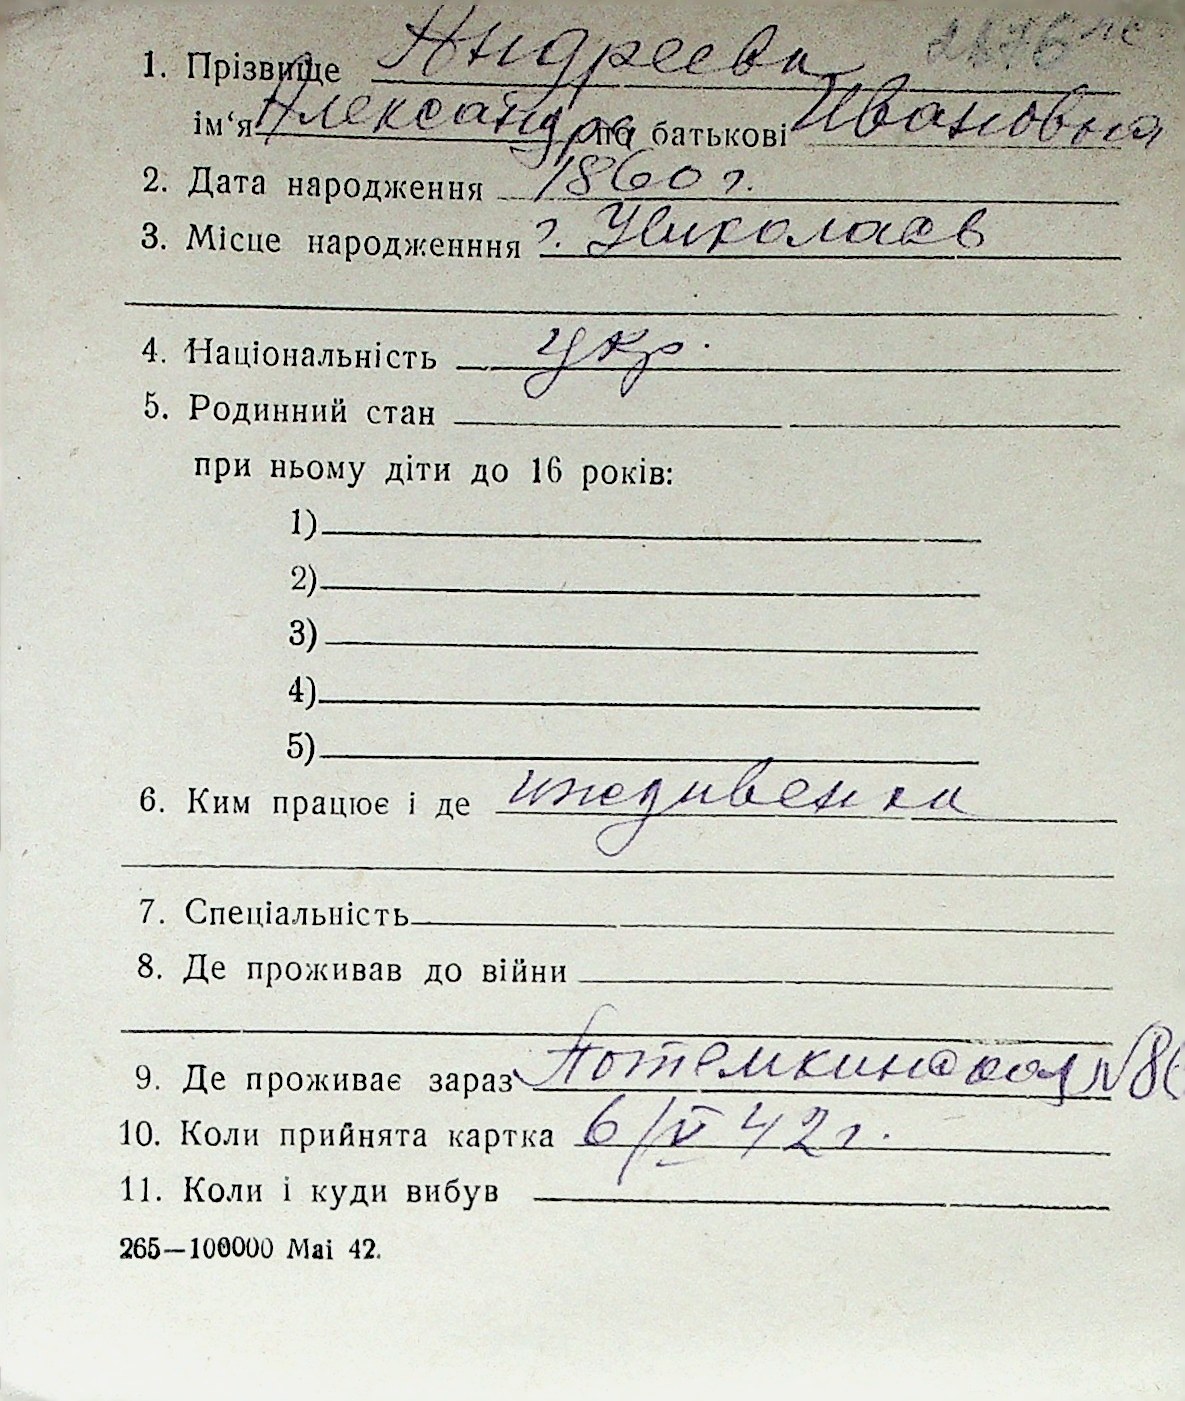 1. Прізвище Андреева
ім‘я Александра по батькові Ивановна
2. Дата народження 1860 г.
3. Місце народженння г. Николаев
4. Національність укр.
5. Родинний стан
при ньому діти до 16 років:
1)
2)
3)
4)
5)
6. Ким працює і де иждивенка
7. Спеціальність
8. Де проживав до війни
9. Де проживає зараз Потемкинская №
10. Коли прийнята картка 6/V 42 г.
11. Коли і куди вибув
265—100000 Mai 42.